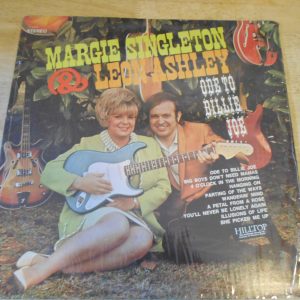 STEREO
MARGIE SINGLETON
& LEON ASHLEY
ODE TO
BILLIE
JOE
ODE TO BILLIE JOE
BIG BOYS DON'T NEED MAMAS
4 O'CLOCK IN THE MORNING
HANGING ON
PARTING OF THE WAYS
WANDERIN' MIND
A PETAL FROM A ROSE
YOU'LL NEVER BE LONELY AGAIN
ILLUSIONS OF LIFE
SHE PICKED ME UP
HILLTOP